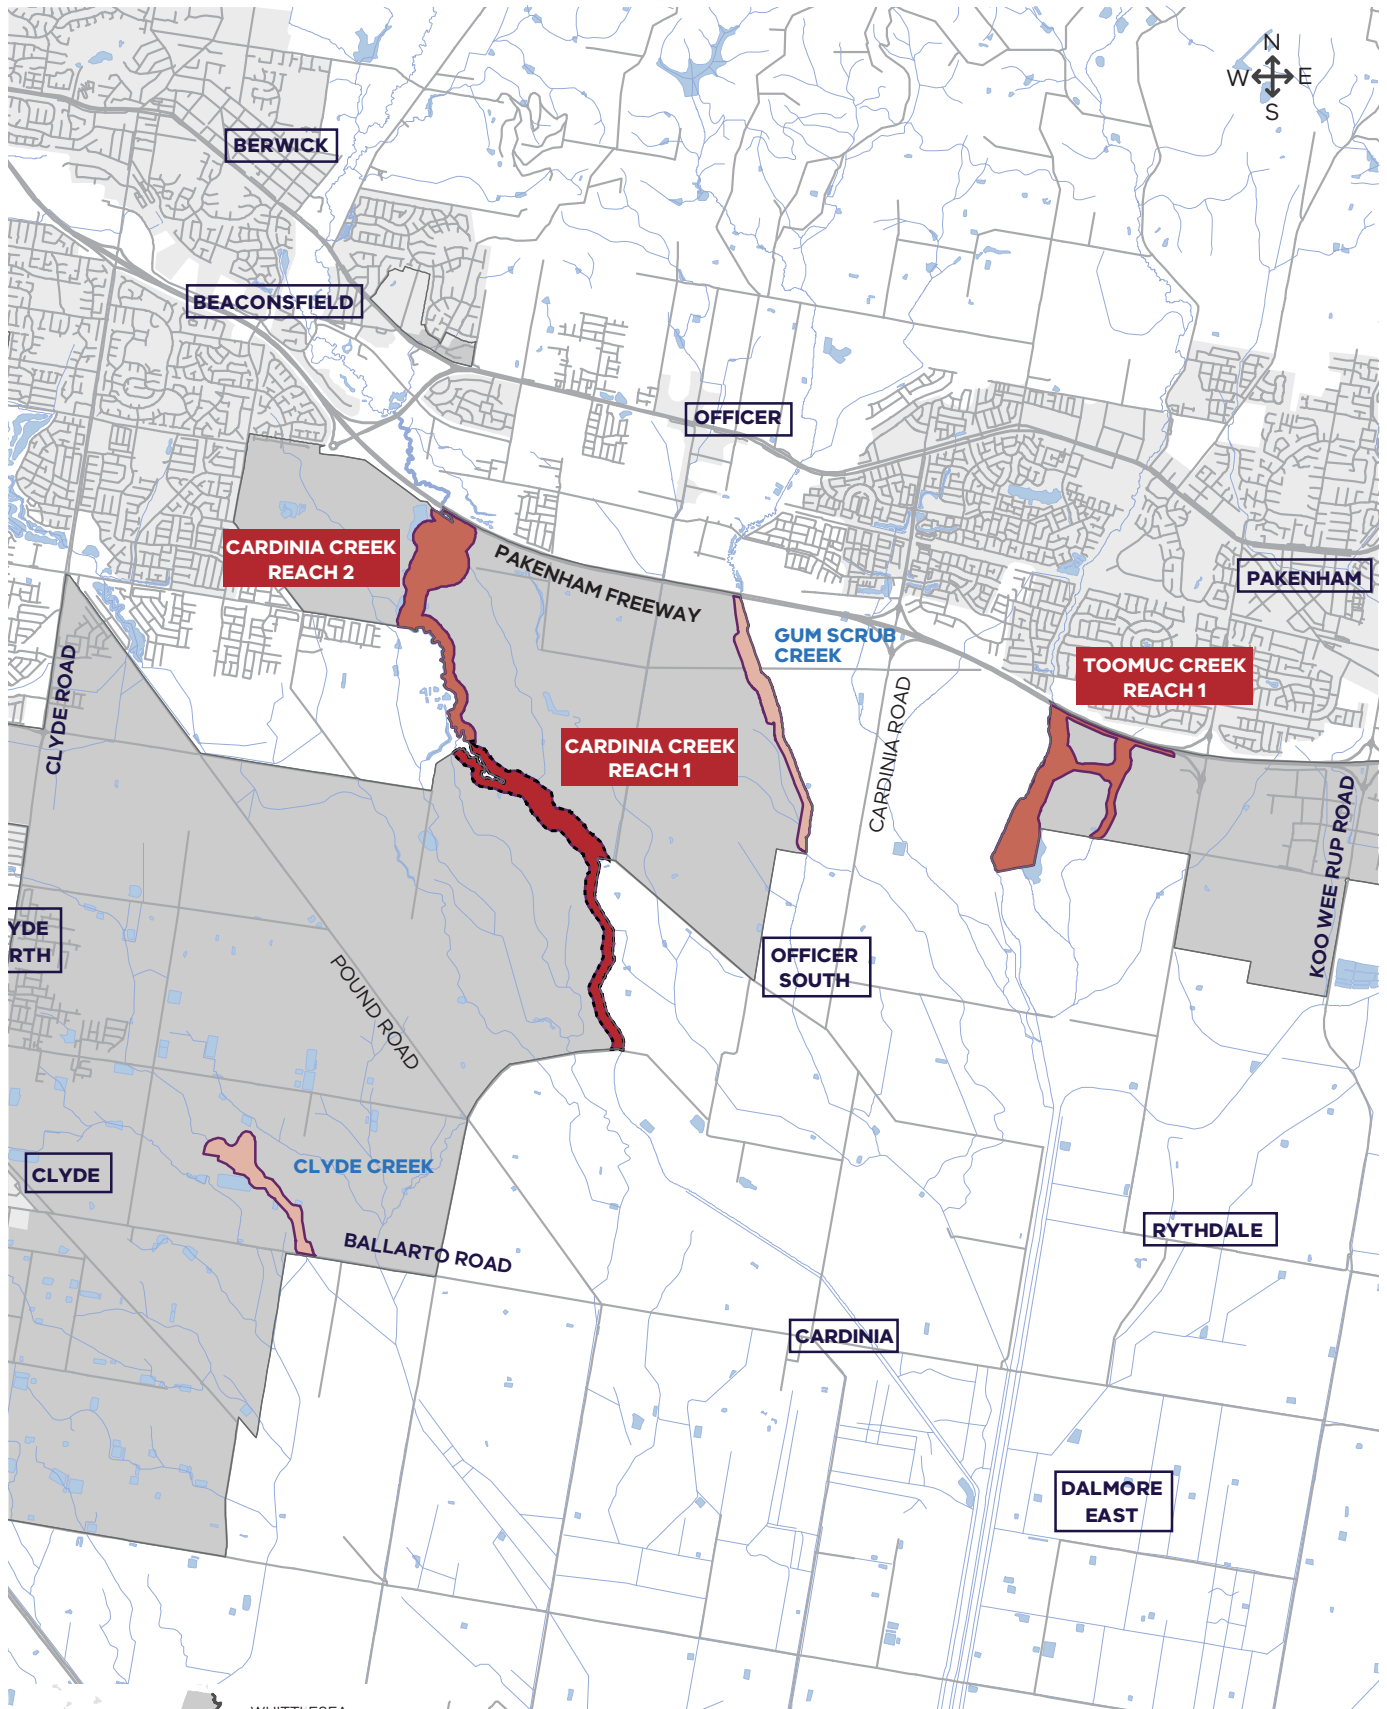 N
W E
S
BERWICK
BEACONSFIELD
OFFICER
CARDINIA CREEK
REACH 2
PAKENHAM FREEWAY
PAKENHAM
GUM SCRUB
CREEK
TOOMUC CREEK
REACH 1
CLYDE ROAD
CARDINIA ROAD
CARDINIA CREEK
REACH 1
KOO WEE RUP ROAD
YDE
RTH
OFFICER
SOUTH
POUND ROAD
CLYDE
CLYDE CREEK
BALLARTO ROAD
RYTHDALE
CARDINIA
DALMORE
EAST
WHITTLESEA